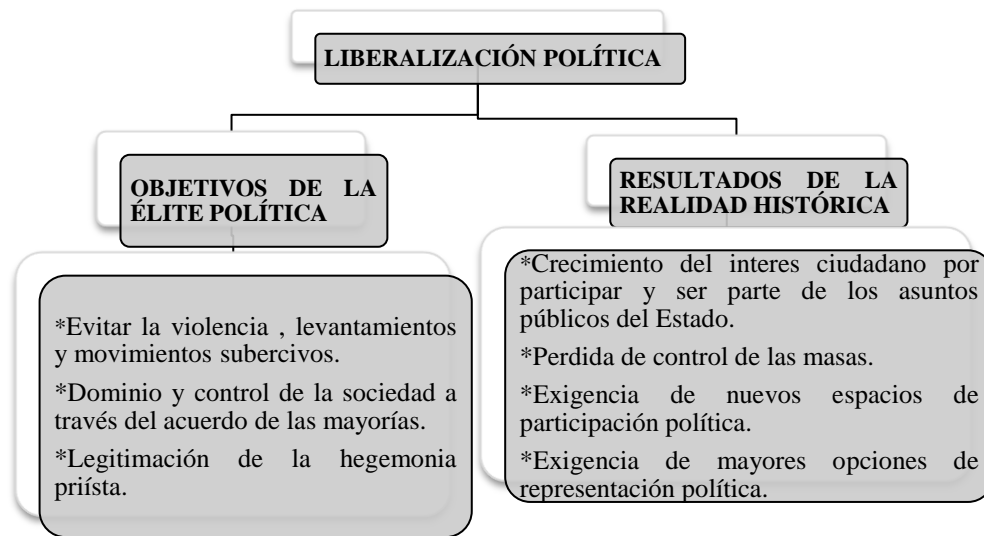 LIBERALIZACIÓN POLÍTICA
OBJETIVOS DE LA
ÉLITE POLÍTICA
*Evitar la violencia , levantamientos
y movimientos subercivos.
*Dominio y control de la sociedad a
través del acuerdo de las mayorías.
*Legitimación de la hegemonia
priísta.
RESULTADOS DE LA
REALIDAD HISTÓRICA
*Crecimiento del interes ciudadano por
participar y ser parte de los asuntos
públicos del Estado.
*Perdida de control de las masas.
*Exigencia de nuevos espacios de
participación política.
*Exigencia de mayores opciones de
representación política.